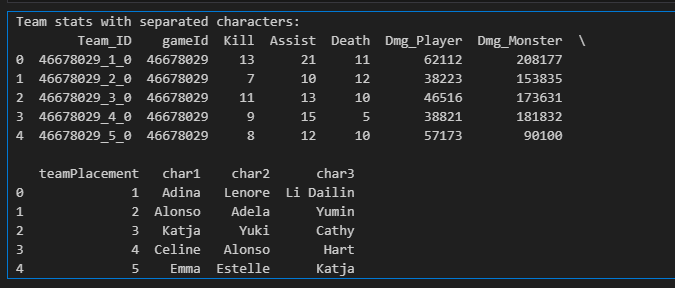 Team stats with separated characters:
Team_ID gameId Kill Assist Death Dmg_Player Dmg_Monster \
0 46678029_1_0 46678029 13 21 11 62112 208177
1 46678029_2_0 46678029 7 10 12 38223 153835
2 46678029_3_0 46678029 11 13 10 46516 173631
3 46678029_4_0 46678029 9 15 5 38821 181832
4 46678029_5_0 46678029 8 12 10 57173 90100
teamPlacement char1 char2 char3
0 1 Adina Lenore Li Dailin
1 2 Alonso Adela Yumin
2 3 Katja Yuki Cathy
3 4 Celine Alonso Hart
4 5 Emma Estelle Katja